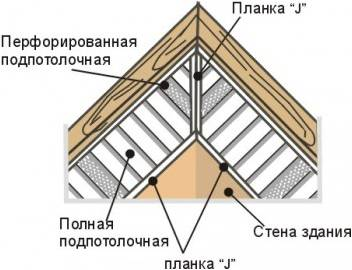 Планка “J”
Перфорированная
подпотолочная
Полная
подпотолочная
планка “J”
Стена здания